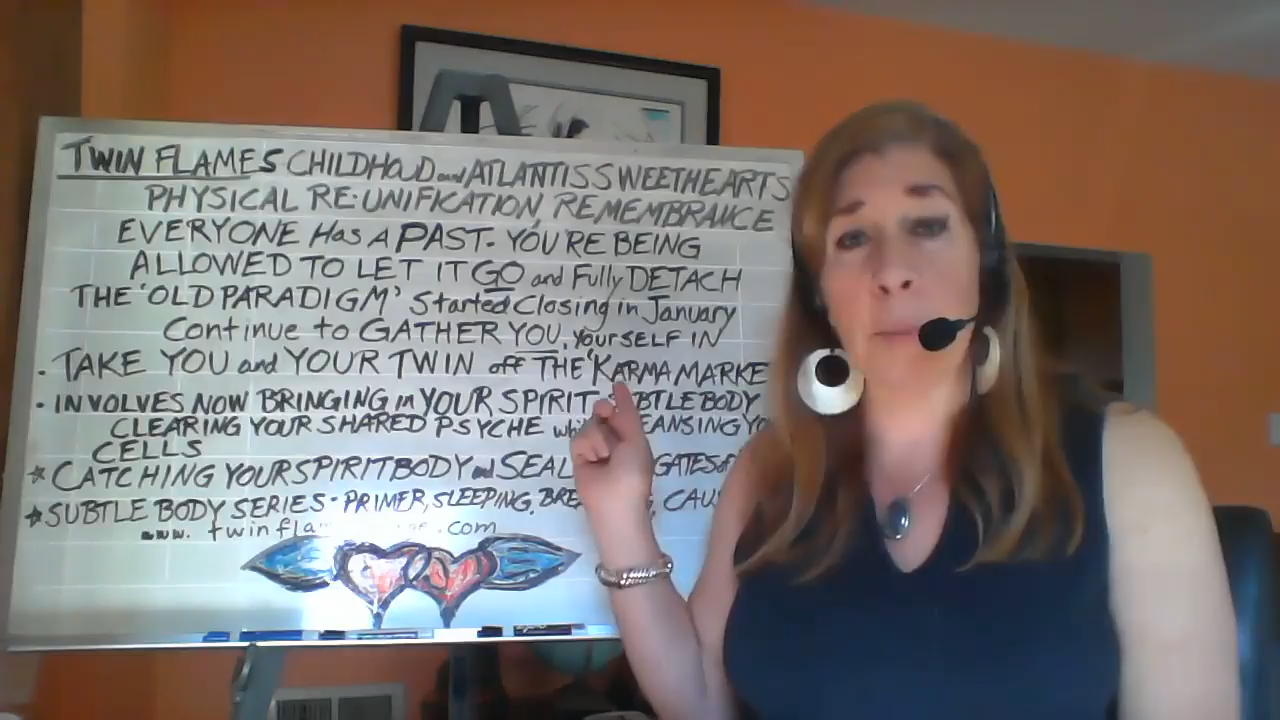 TWIN FLAMES CHILDHOOD and ATLANTIS SWEETHEARTS
PHYSICAL RE-UNIFICATION, REMEMBRANCE
EVERYONE Has A PAST. YOU'RE BEING
ALLOWED TO LET IT GO and Fully DETACH
THE 'OLD PARADIGM' Started Closing in January
Continue to GATHER YOU, YourSELF IN
• TAKE YOU and YOUR TWIN off THE 'KARMA
• INVOLVES NOW BRINGING in YOUR SPIRIT BODY
CLEARING YOUR SHARED PSYCHE
CELLS
* CATCHING YOUR SPIRIT BODY and
* SUBTLE BODY SERIES - PRIMER, SLEEPING,
www. .com